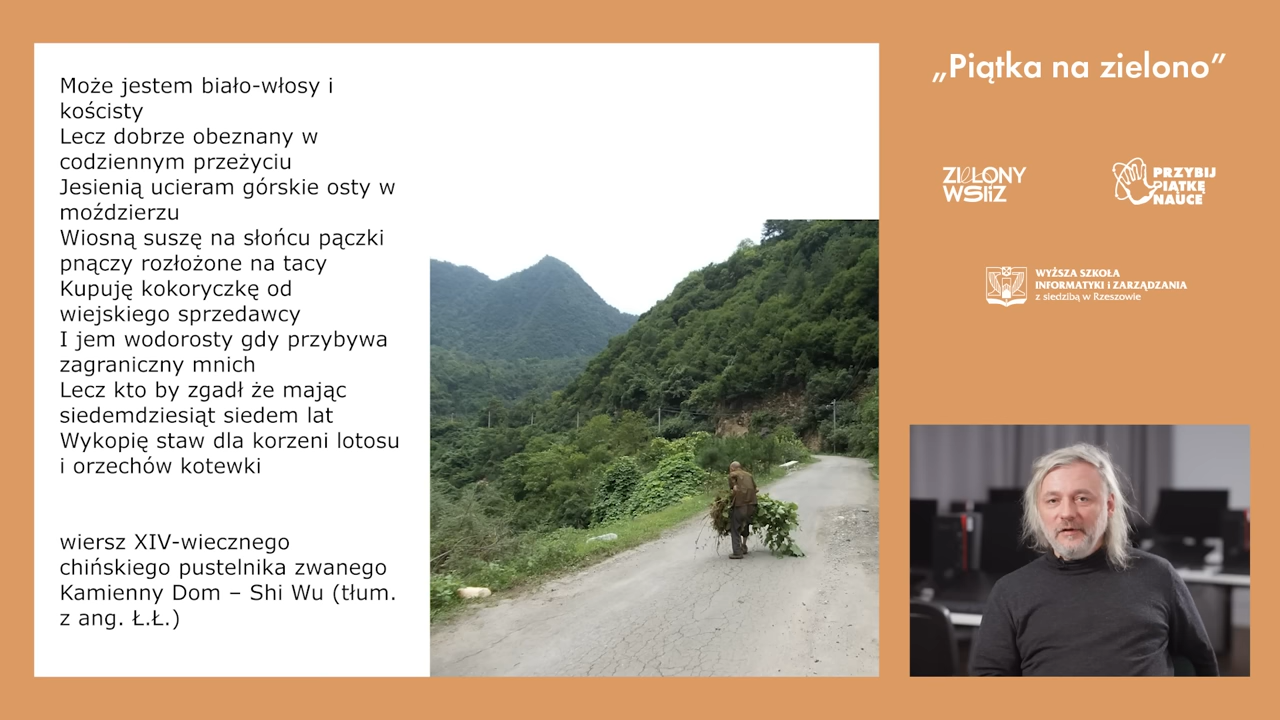 Może jestem biało-włosy i
kościsty
Lecz dobrze obeznany w
codziennym przeżyciu
Jesienią ucieram górskie osty w
moździerzu
Wiosną suszę na słońcu pączki
pnączy rozłożone na tacy
Kupuję kokoryczkę od
wiejskiego sprzedawcy
I jem wodorosty gdy przybywa
zagraniczny mnich
Lecz kto by zgadł że mając
siedemdziesiąt siedem lat
Wykopię staw dla korzeni lotosu
i orzechów kotewki
wiersz XIV-wiecznego
chińskiego pustelnika zwanego
Kamienny Dom – Shi Wu (tłum.
z ang. Ł.Ł.)
„Piątka na zielono”
ZIELONY
WSIiZ
PRZYBIJ
PIĄTKĘ
NAUCE
WYŻSZA SZKOŁA
INFORMATYKI i ZARZĄDZANIA
z siedzibą w Rzeszowie